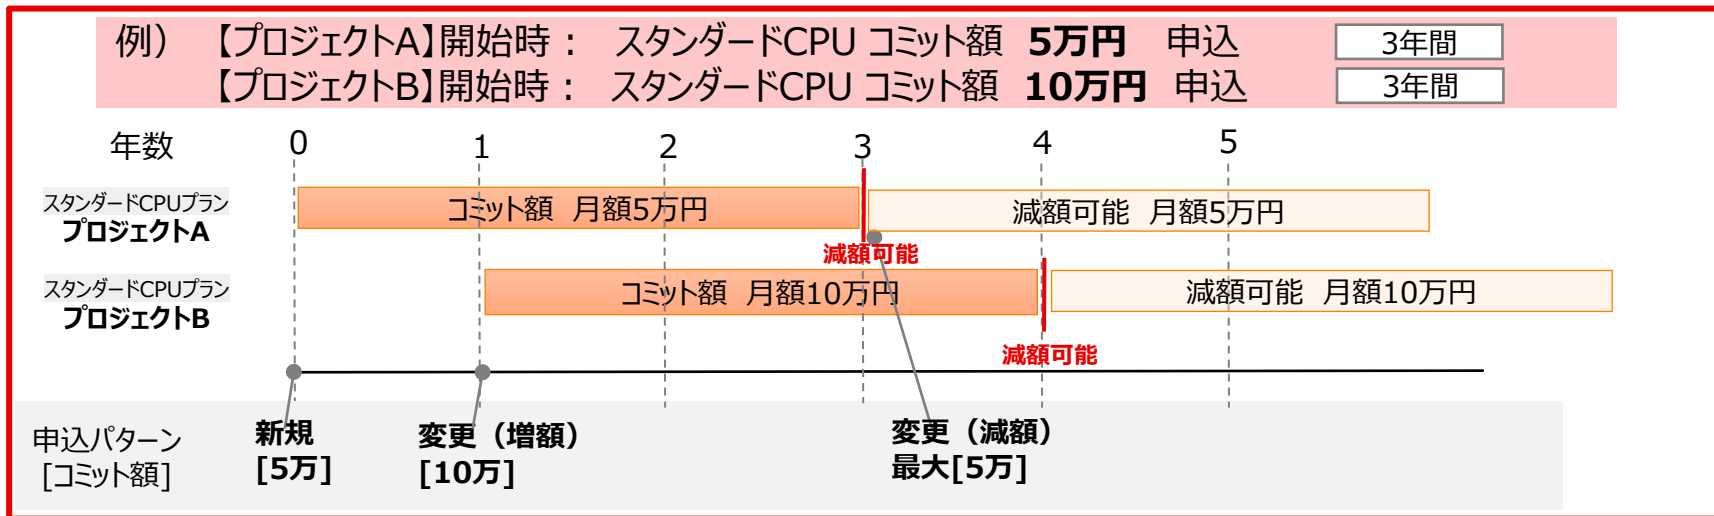 例） 【プロジェクトA】開始時： スタンダードCPU コミット額 5万円 申込 3年間
【プロジェクトB】開始時： スタンダードCPU コミット額 10万円 申込 3年間
年数 0 1 2 3 4 5
スタンダードCPUプラン
プロジェクトA
コミット額 月額5万円
減額可能 月額5万円
減額可能
スタンダードCPUプラン
プロジェクトB
コミット額 月額10万円
減額可能 月額10万円
減額可能
申込パターン
[コミット額]
新規
[5万]
変更（増額）
[10万]
変更（減額）
最大[5万]